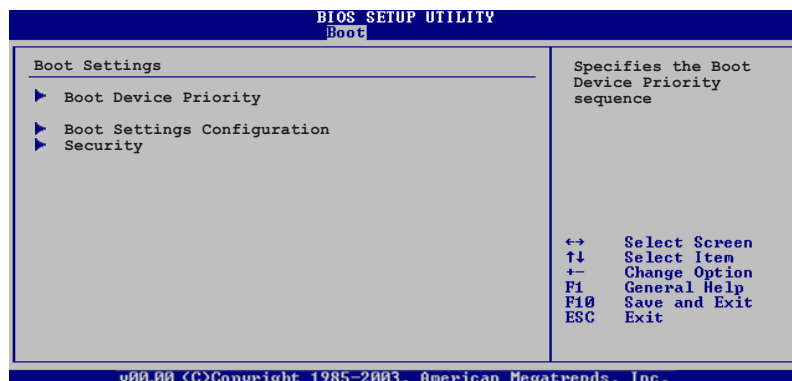 BIOS SETUP UTILITY
Boot
Boot Settings
Boot Device Priority
Boot Settings Configuration
Security
Specifies the Boot
Device Priority
sequence
←→ Select Screen
↑↓ Select Item
+- Change Option
F1 General Help
F10 Save and Exit
ESC Exit
v00.00 (C)Copyright 1985-2003, American Megatrends, Inc.